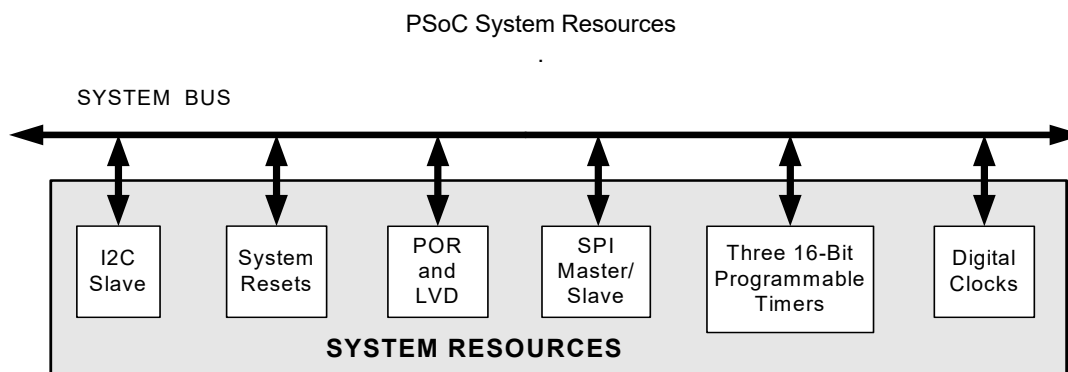 PSoC System Resources
.
SYSTEM BUS
I2C
Slave
System
Resets
POR
and
LVD
SPI
Master/
Slave
Three 16-Bit
Programmable
Timers
Digital
Clocks
SYSTEM RESOURCES